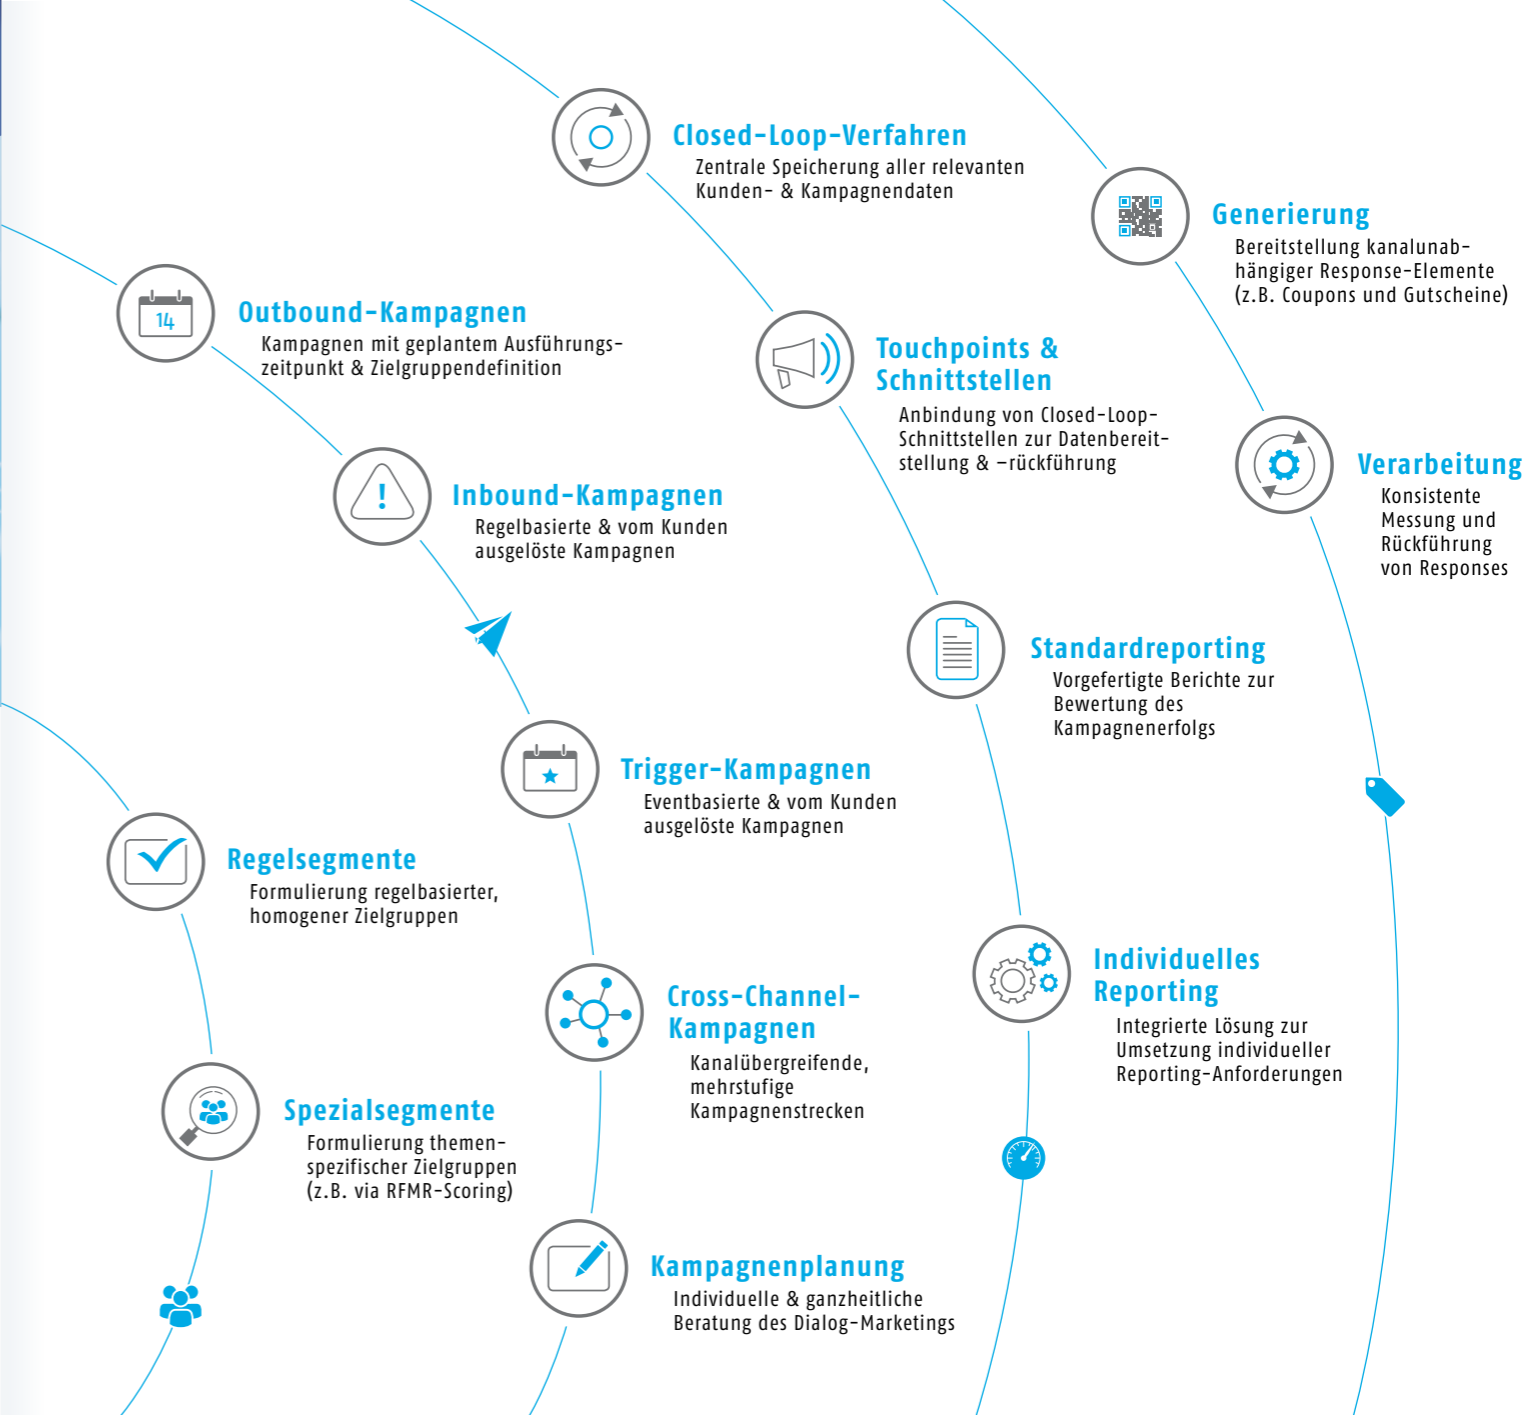 Closed-Loop-Verfahren
Zentrale Speicherung aller relevanten
Kunden- & Kampagnendaten
Generierung
Bereitstellung kanalunab-
hängiger Response-Elemente
(z.B. Coupons und Gutscheine)
14
Outbound-Kampagnen
Kampagnen mit geplantem Ausführungs-
zeitpunkt & Zielgruppendefinition
Touchpoints &
Schnittstellen
Anbindung von Closed-Loop-
Schnittstellen zur Datenbereit-
stellung & –rückführung
Verarbeitung
Konsistente
Messung und
Rückführung
von Responses
!
Inbound-Kampagnen
Regelbasierte & vom Kunden
ausgelöste Kampagnen
Standardreporting
Vorgefertigte Berichte zur
Bewertung des
Kampagnenerfolgs
Trigger-Kampagnen
Eventbasierte & vom Kunden
ausgelöste Kampagnen
Regelsegmente
Formulierung regelbasierter,
homogener Zielgruppen
Individuelles
Reporting
Integrierte Lösung zur
Umsetzung individueller
Reporting-Anforderungen
Cross-Channel-
Kampagnen
Kanalübergreifende,
mehrstufige
Kampagnenstrecken
Spezialsegmente
Formulierung themen-
spezifischer Zielgruppen
(z.B. via RFMR-Scoring)
Kampagnenplanung
Individuelle & ganzheitliche
Beratung des Dialog-Marketings